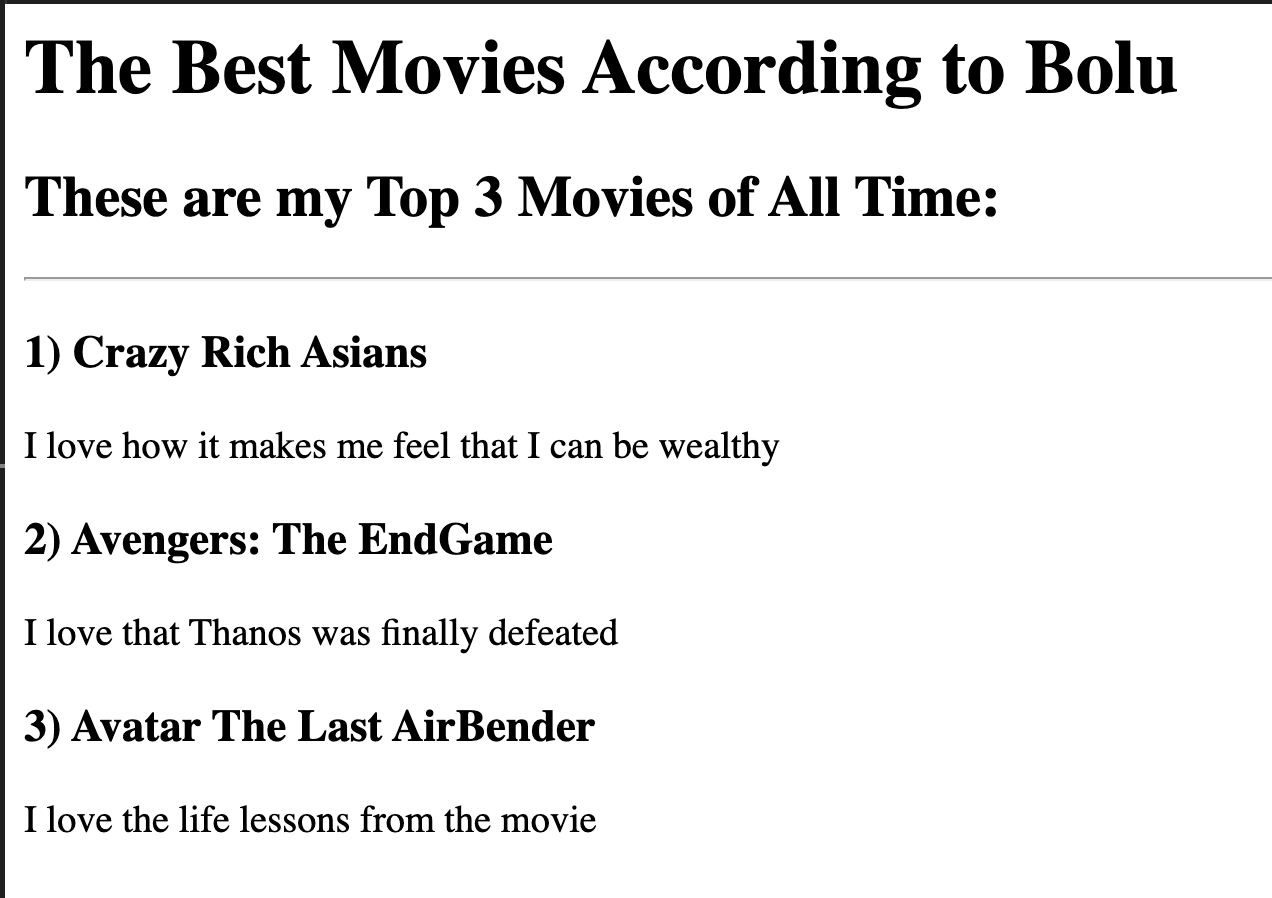 The Best Movies According to Bolu
These are my Top 3 Movies of All Time:
1) Crazy Rich Asians
I love how it makes me feel that I can be wealthy
2) Avengers: The EndGame
I love that Thanos was finally defeated
3) Avatar The Last AirBender
I love the life lessons from the movie